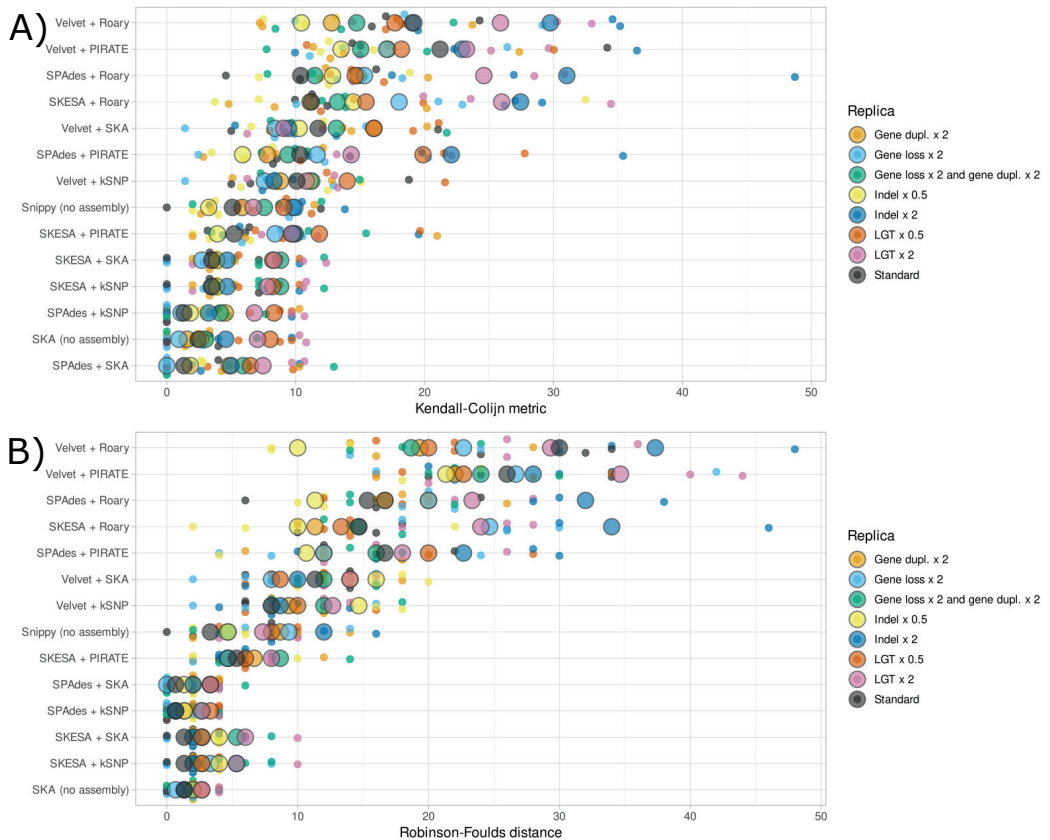 A)
Velvet + Roary
Velvet + PIRATE
SPAdes + Roary
SKESA + Roary
Velvet + SKA
SPAdes + PIRATE
Velvet + kSNP
Snippy (no assembly)
SKESA + PIRATE
SKESA + SKA
SKESA + kSNP
SPAdes + kSNP
SKA (no assembly)
SPAdes + SKA
0 10 20 30 40 50
Kendall-Colijn metric
Replica
Gene dupl. x 2
Gene loss x 2
Gene loss x 2 and gene dupl. x 2
Indel x 0.5
Indel x 2
LGT x 0.5
LGT x 2
Standard
B)
Velvet + Roary
Velvet + PIRATE
SPAdes + Roary
SKESA + Roary
SPAdes + PIRATE
Velvet + SKA
Velvet + kSNP
Snippy (no assembly)
SKESA + PIRATE
SPAdes + SKA
SPAdes + kSNP
SKESA + SKA
SKESA + kSNP
SKA (no assembly)
0 10 20 30 40 50
Robinson-Foulds distance
Replica
Gene dupl. x 2
Gene loss x 2
Gene loss x 2 and gene dupl. x 2
Indel x 0.5
Indel x 2
LGT x 0.5
LGT x 2
Standard